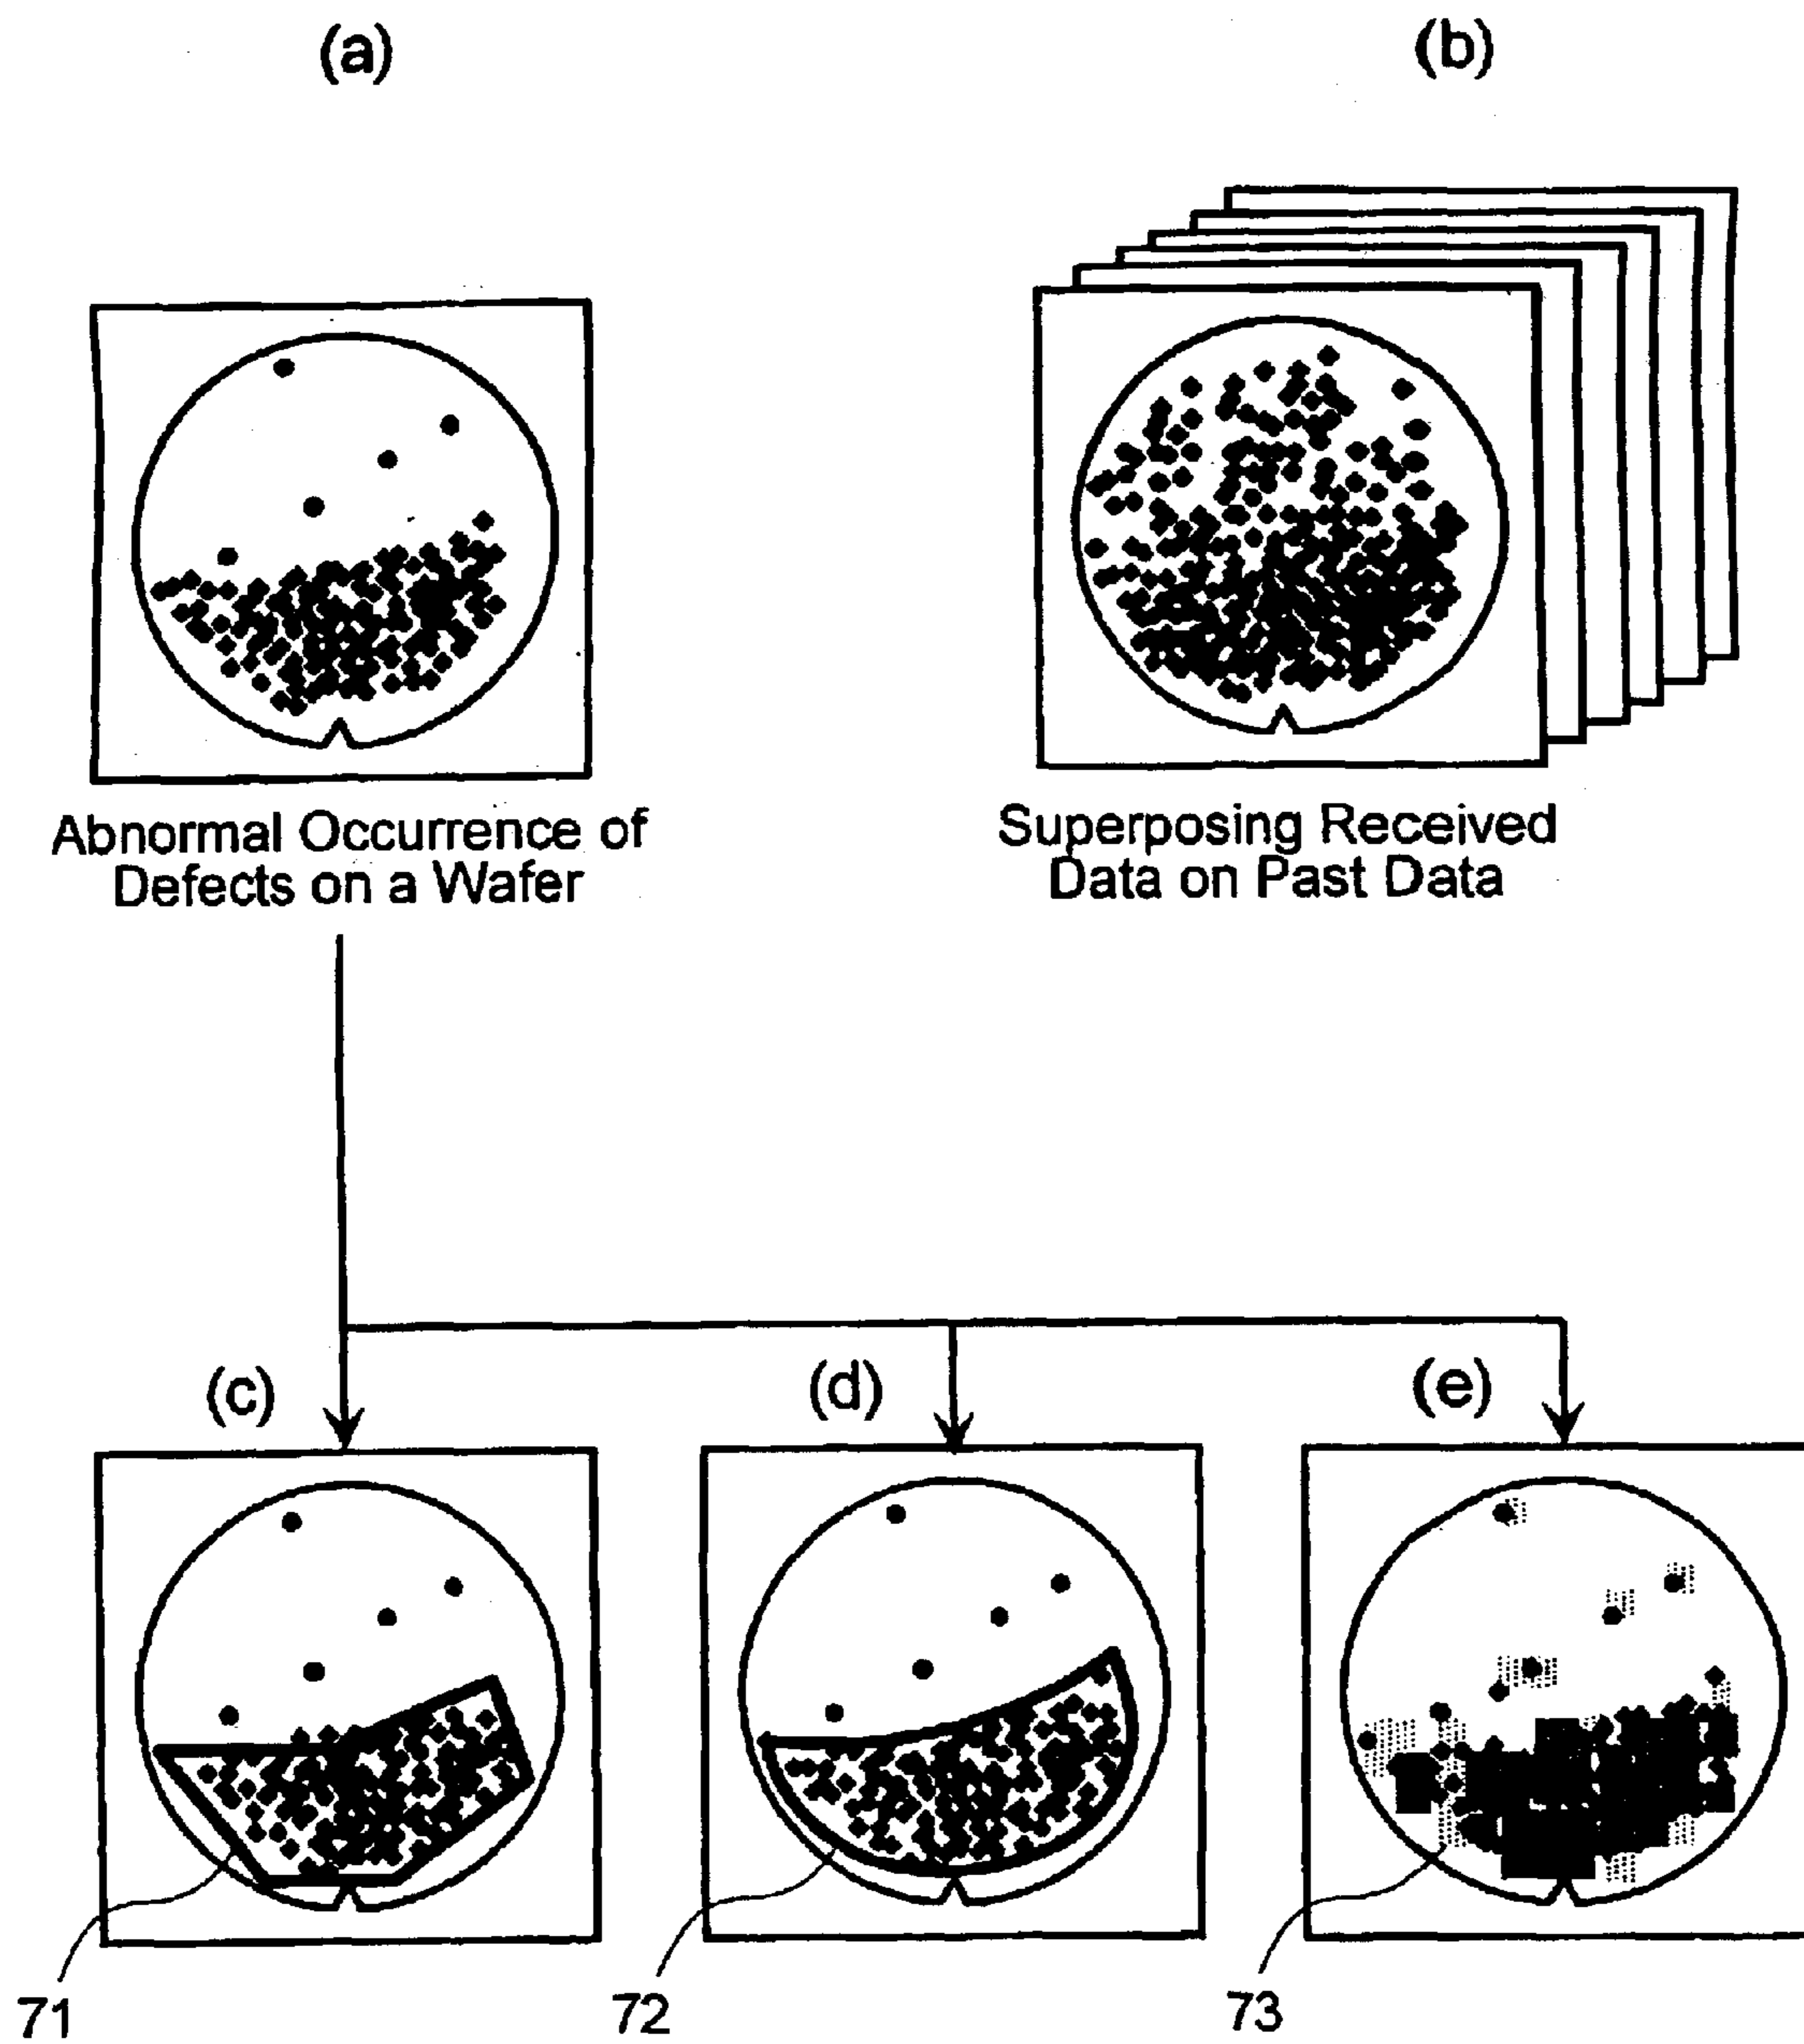 (a)
(b)
Abnormal Occurrence of
Defects on a Wafer
Superposing Received
Data on Past Data
(c)
(d)
(e)
71
72
73